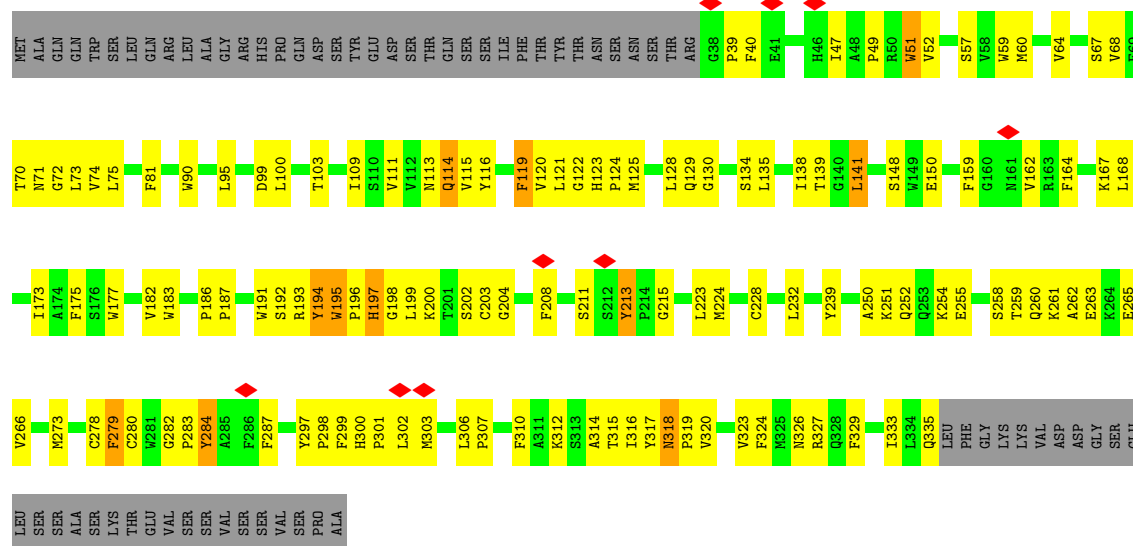 MET ALA GLN GLN TRP SER LEU GLN ARG LEU ALA GLY ARG HIS PRO GLN ASP SER TYR GLU ASP SER THR GLN SER SER ILE PHE THR TYR THR ASN SER ASN SER THR ARG G38 P39 F40 E41 H46 I47 A48 P49 R50 W51 V52 S57 V58 W59 M60 V64 S67 V68
T70 N71 G72 L73 V74 L75 F81 W90 L95 D99 L100 T103 I109 S110 V111 V112 N113 Q114 V115 Y116 F119 V120 L121 G122 H123 P124 M125 L128 Q129 G130 S134 L135 I138 T139 G140 L141 S148 W149 E150 F159 G160 N161 V162 R163 F164 K167 L168
I173 A174 F175 S176 W177 V182 W183 P186 P187 W191 S192 R193 Y194 W195 P196 H197 G198 L199 K200 T201 S202 C203 G204 F208 S211 S212 Y213 P214 G215 L223 M224 C228 L232 Y239 A250 K251 Q252 Q253 K254 E255 S258 T259 Q260 K261 A262 E263 K264 E265
V266 M273 C278 F279 C280 W281 G282 P283 Y284 A285 F286 F287 Y297 P298 F299 H300 P301 L302 M303 L306 P307 F310 A311 K312 S313 A314 T315 I316 Y317 N318 P319 V320 V323 F324 M325 N326 R327 Q328 F329 I333 L334 Q335 LEU PHE GLY LYS LYS VAL ASP ASP GLY SER
LEU SER SER ALA SER LYS THR GLU VAL SER SER VAL SER SER VAL SER PRO ALA